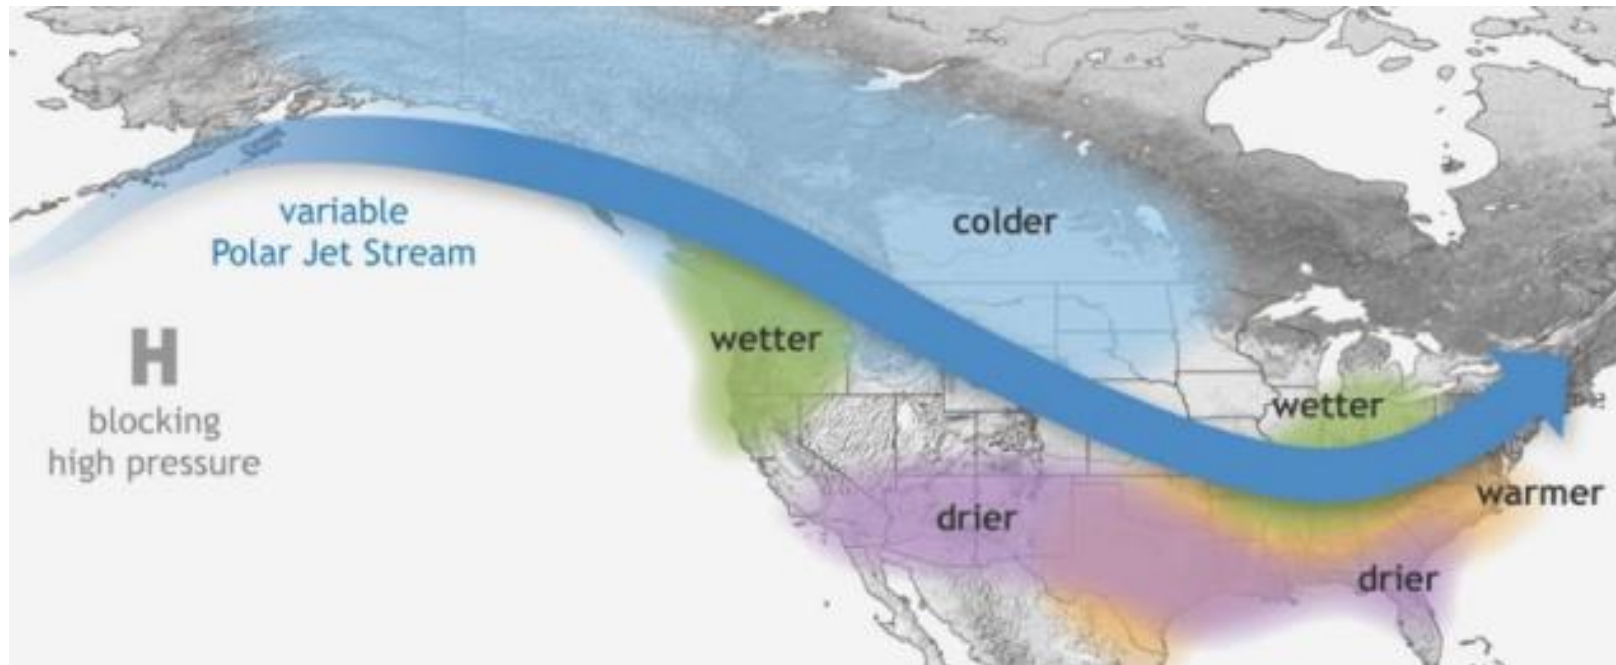 variable
Polar Jet Stream
colder
wetter
H
blocking
high pressure
wetter
drier
warmer
drier